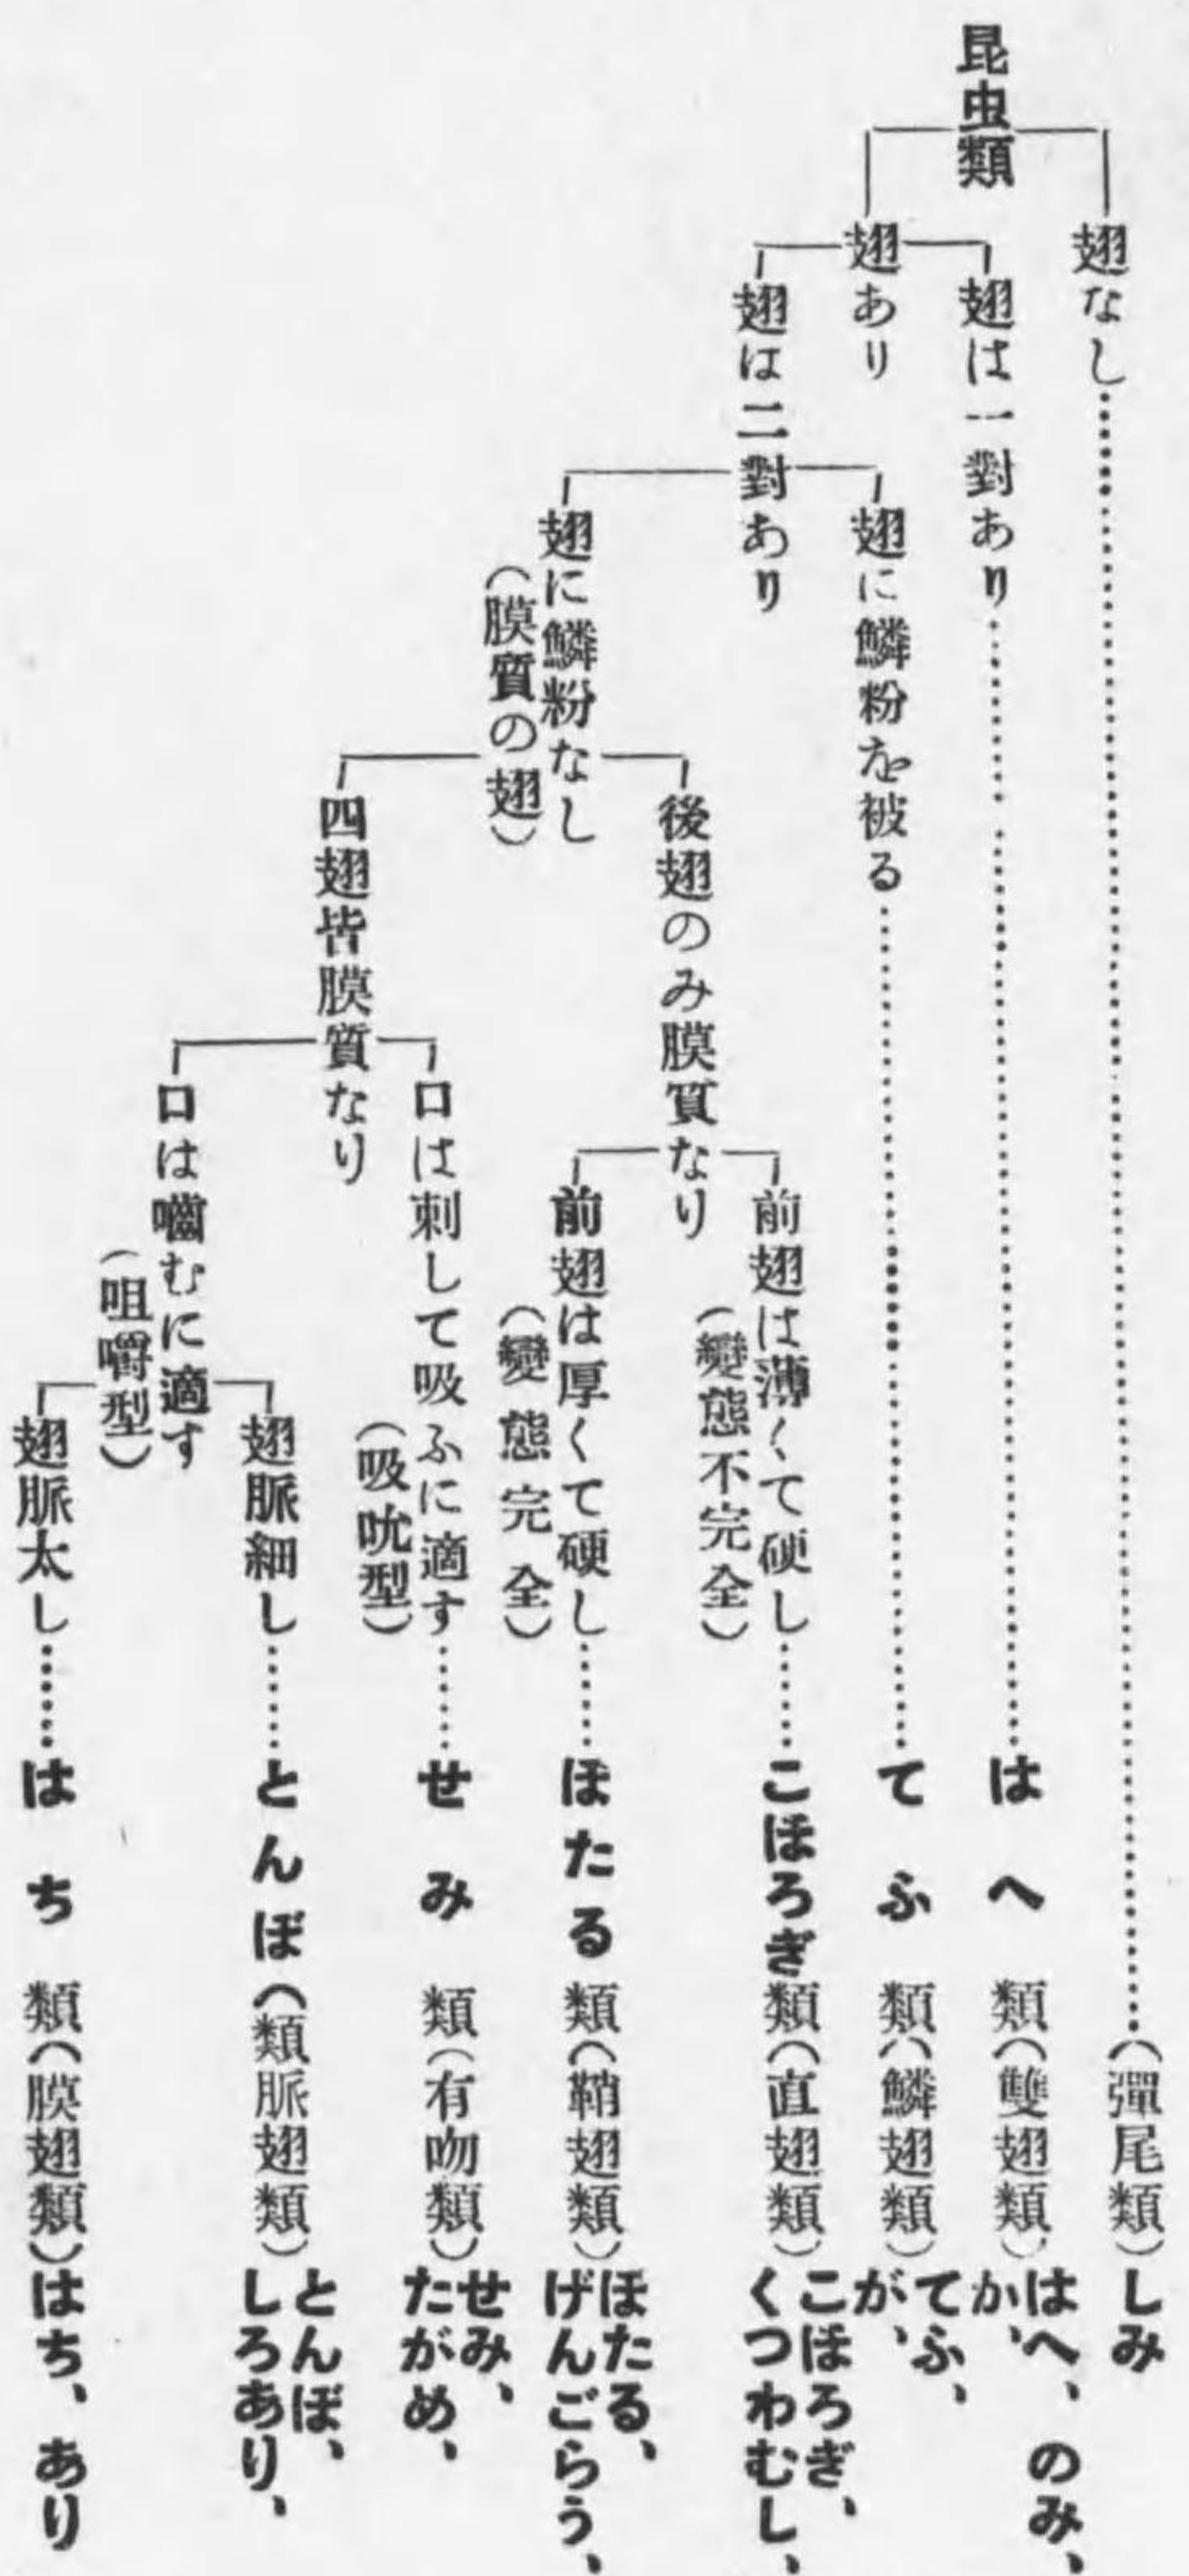 昆虫類
翅なし……(彈尾類)しみ
翅あり
翅は一對あり……はへ類(雙翅類)はへ、のみ、
か、
翅は二對あり
翅に鱗粉を被る……てふ類(鱗翅類)てふ、
が、
翅に鱗粉なし
(膜質の翅)
後翅のみ膜質なり
前翅は薄くて硬し……こほろぎ類(直翅類)こほろぎ、
(變態不完全)
くつわむし、
前翅は厚くて硬し……ほたる類(鞘翅類)ほたる、
(變態完全)
げんごらう、
四翅皆膜質なり
口は刺して吸ふに適す……せみ類(有吻類)せみ、
(吸吮型)
たがめ、
口は嚙むに適す
(咀嚼型)
翅脈細し……とんぼ(類脈翅類)とんぼ、
しろあり、
翅脈太し……はち類(膜翅類)はち、あり